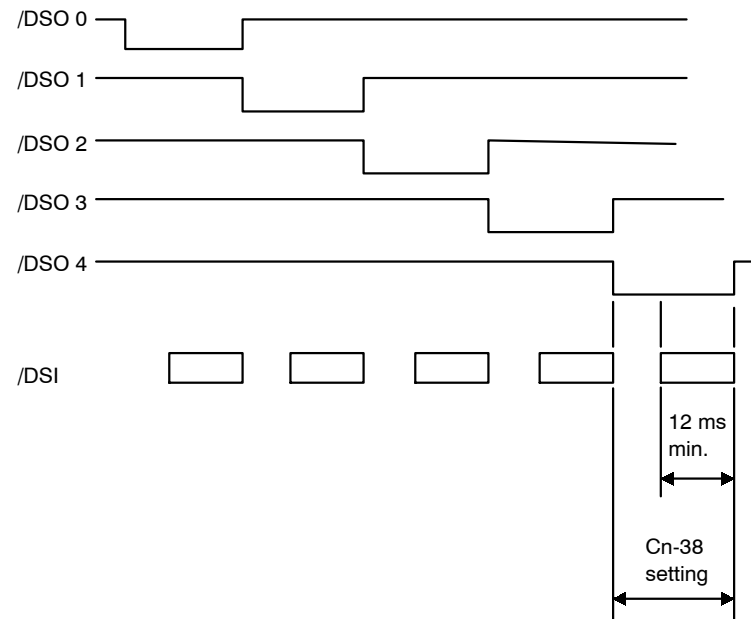 /DSO 0
/DSO 1
/DSO 2
/DSO 3
/DSO 4
/DSI
12 ms
min.
Cn-38
setting